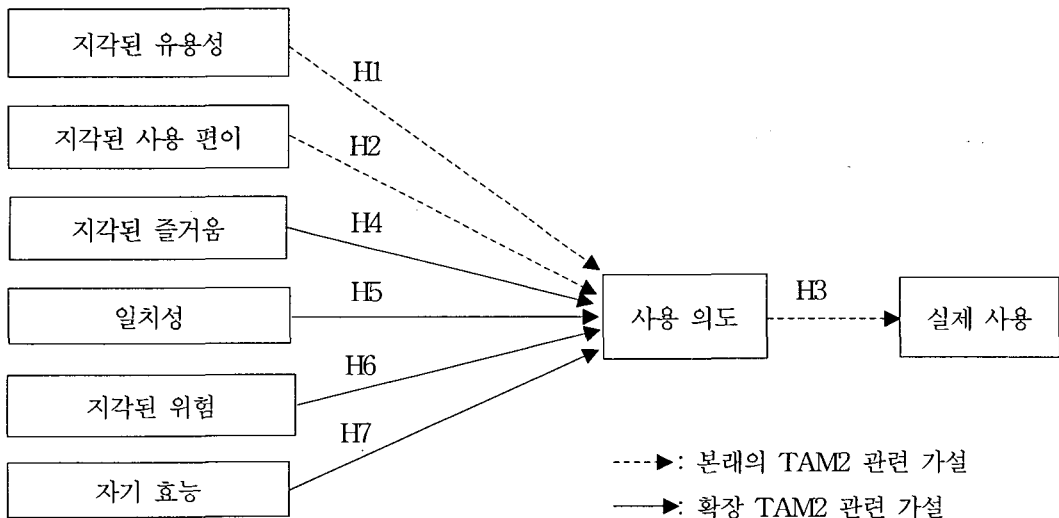 지각된 유용성
H1
지각된 사용 편이
H2
지각된 즐거움
H4
일치성
H5
사용 의도
H3
실제 사용
지각된 위험
H6
자기 효능
H7
: 본래의 TAM2 관련 가설
: 확장 TAM2 관련 가설